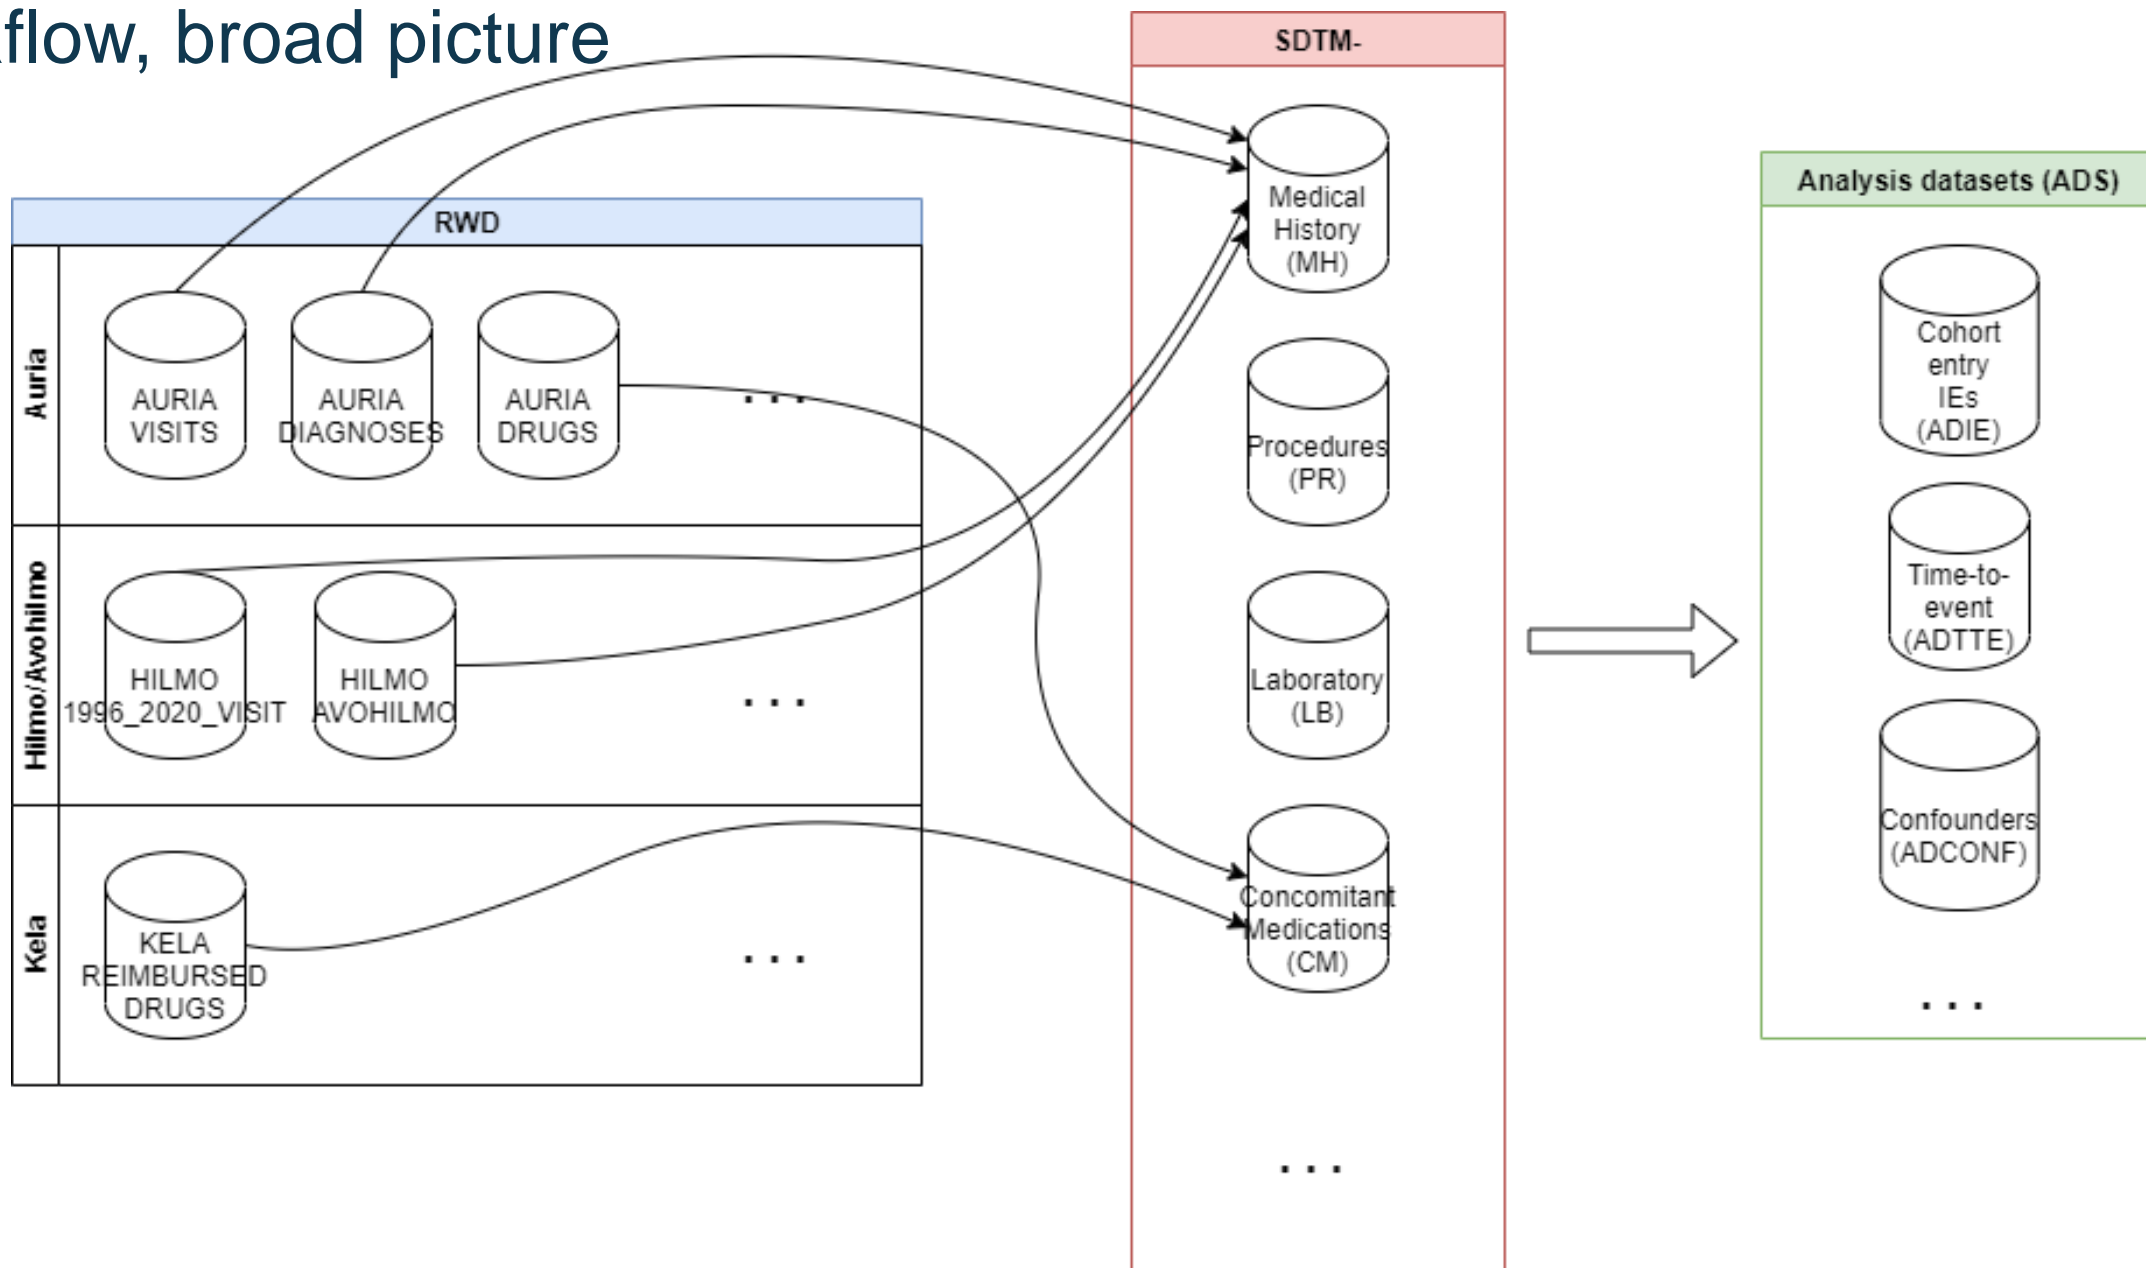 flow, broad picture
RWD
Auria
AURIA
VISITS
AURIA
DIAGNOSES
AURIA
DRUGS
. . .
Hilmo/Avohilmo
HILMO
1996_2020_VISIT
HILMO
AVOHILMO
. . .
Kela
KELA
REIMBURSED
DRUGS
. . .
SDTM-
Medical
History
(MH)
Procedures
(PR)
Laboratory
(LB)
Concomitant
Medications
(CM)
. . .
Analysis datasets (ADS)
Cohort
entry
IEs
(ADIE)
Time-to-
event
(ADTTE)
Confounders
(ADCONF)
. . .